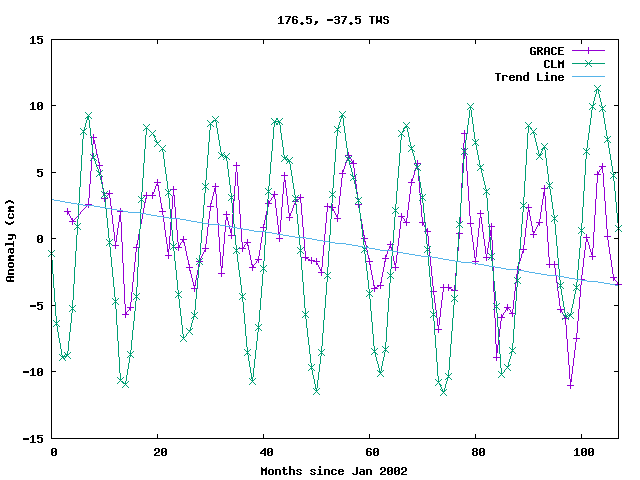 176.5, -37.5 TWS
GRACE
CLM
Trend Line
15
10
5
0
-5
-10
-15
Anomaly (cm)
0 20 40 60 80 100
Months since Jan 2002